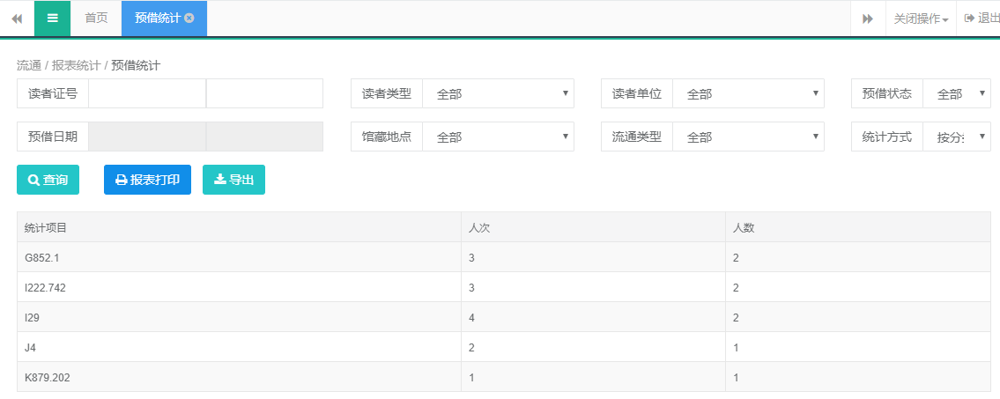 首页 预借统计 关闭操作 退出
流通 / 报表统计 / 预借统计
读者证号 读者类型 全部 读者单位 全部 预借状态 全部
预借日期 馆藏地点 全部 流通类型 全部 统计方式 按分
查询 报表打印 导出
统计项目 人次 人数
G852.1 3 2
I222.742 3 2
I29 4 2
J4 2 1
K879.202 1 1